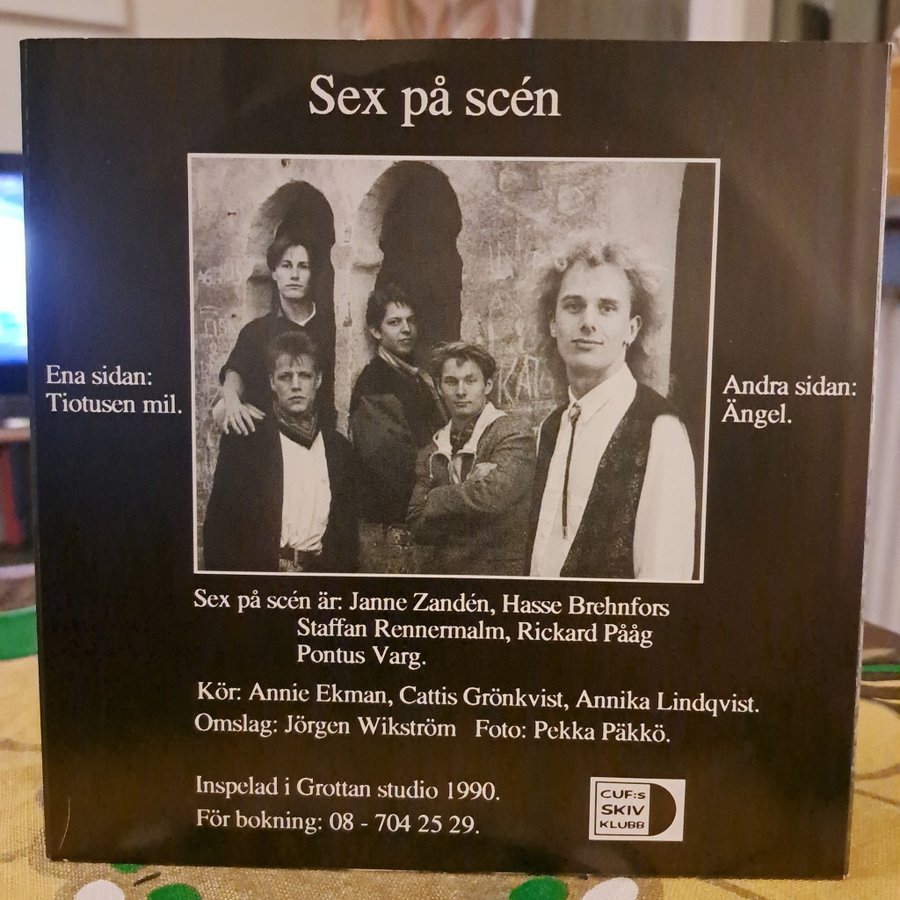 Sex på scén
Ena sidan:
Tiotusen mil.
Andra sidan:
Ängel.
Sex på scén är: Janne Zandén, Hasse Brehnfors
Staffan Rennermalm, Rickard Pååg
Pontus Varg.
Kör: Annie Ekman, Cattis Grönkvist, Annika Lindqvist.
Omslag: Jörgen Wikström Foto: Pekka Päkkö.
Inspelad i Grottan studio 1990.
För bokning: 08 - 704 25 29.
CUF:s
SKIV
KLUBB